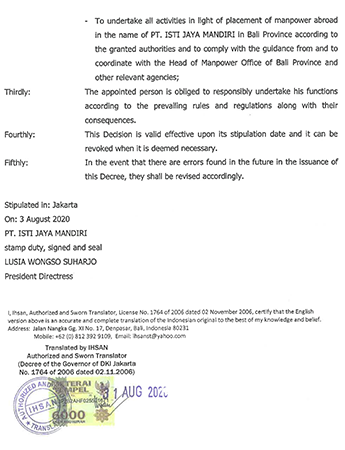 - To undertake all activities in light of placement of manpower abroad
in the name of PT. ISTI JAYA MANDIRI in Bali Province according to
the granted authorities and to comply with the guidance from and to
coordinate with the Head of Manpower Office of Bali Province and
other relevant agencies;
Thirdly: The appointed person is obliged to responsibly undertake his functions
according to the prevailing rules and regulations along with their
consequences.
Fourthly: This Decision is valid effective upon its stipulation date and it can be
revoked when it is deemed necessary.
Fifthly: In the event that there are errors found in the future in the issuance of
this Decree, they shall be revised accordingly.
Stipulated in: Jakarta
On: 3 August 2020
PT. ISTI JAYA MANDIRI
stamp duty, signed and seal
LUSIA WONGSO SUHARJO
President Directress
I, Ihsan, Authorized and Sworn Translator, License No. 1764 of 2006 dated 02 November 2006, certify that the English
version above is an accurate and complete translation of the Indonesian original to the best of my knowledge and belief.
Address: Jalan Nangka Gg. XI No. 17, Denpasar, Bali, Indonesia 80231
Mobile: +62 (0) 812 392 9109, Email: ihsanst@yahoo.com
Translated by IHSAN
Authorized and Sworn Translator
(Decree of the Governor of DKI Jakarta
No. 1764 of 2006 dated 02.11.2006)
AUTHORIZED AND
IHSAN
TRANSLATOR
METERAI
TEMPEL
6000
31 AUG 2020